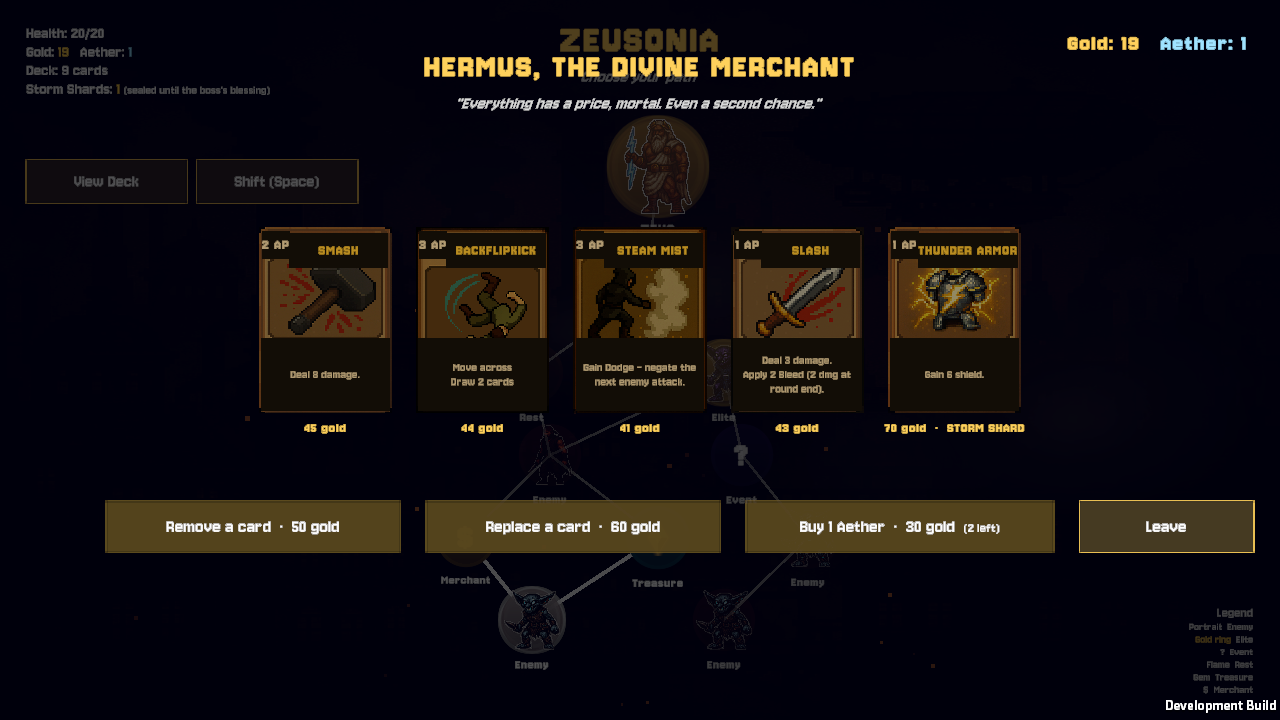 Health: 20/20
Gold: 19 Aether: 1
Deck: 9 cards
Storm Shards: 1 (sealed until the boss's blessing)
ZEUSONIA
HERMUS, THE DIVINE MERCHANT
choose your path
"Everything has a price, mortal. Even a second chance."
Gold: 19 Aether: 1
View Deck
Shift (Space)
2 AP SMASH
Deal 8 damage.
45 gold
3 AP BACKFLIPKICK
Move across
Draw 2 cards
44 gold
3 AP STEAM MIST
Gain Dodge - negate the
next enemy attack.
41 gold
1 AP SLASH
Deal 3 damage.
Apply 2 Bleed (2 dmg at
round end).
43 gold
1 AP THUNDER ARMOR
Gain 6 shield.
70 gold · STORM SHARD
Rest
Elite
?
Enemy
Event
Remove a card · 50 gold
Replace a card · 60 gold
Buy 1 Aether · 30 gold (2 left)
Leave
Merchant
Treasure
Enemy
Enemy
Enemy
Legend
Portrait Enemy
Gold ring Elite
? Event
Flame Rest
Gem Treasure
$ Merchant
Development Build